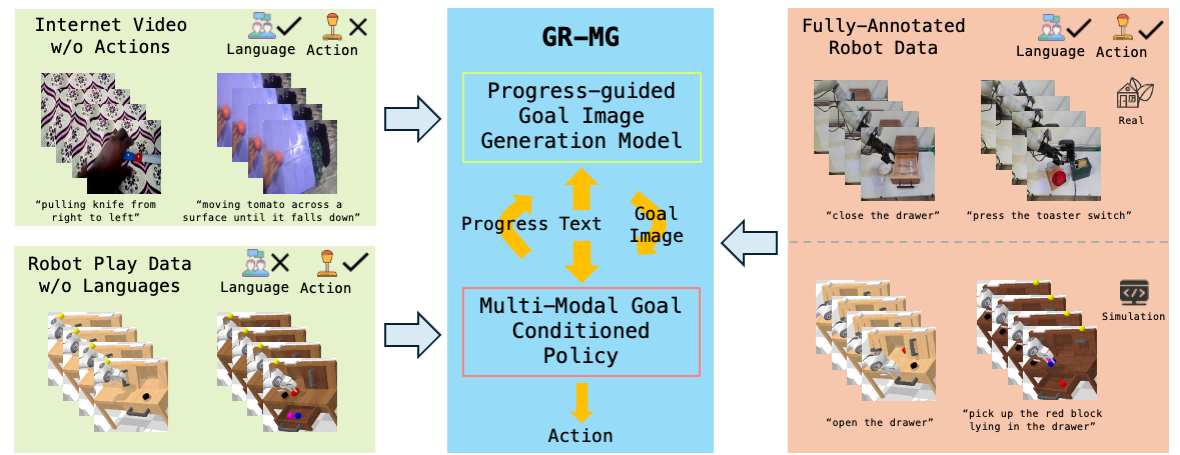 Internet Video
w/o Actions
Language Action
“pulling knife from
right to left”
“moving tomato across a
surface until it falls down”
Robot Play Data
w/o Languages
Language Action
GR-MG
Progress-guided
Goal Image
Generation Model
Progress Text Goal
Image
Multi-Modal Goal
Conditioned
Policy
Action
Fully-Annotated
Robot Data
Language Action
Real
“close the drawer”
“press the toaster switch”
Simulation
“open the drawer”
“pick up the red block
lying in the drawer”